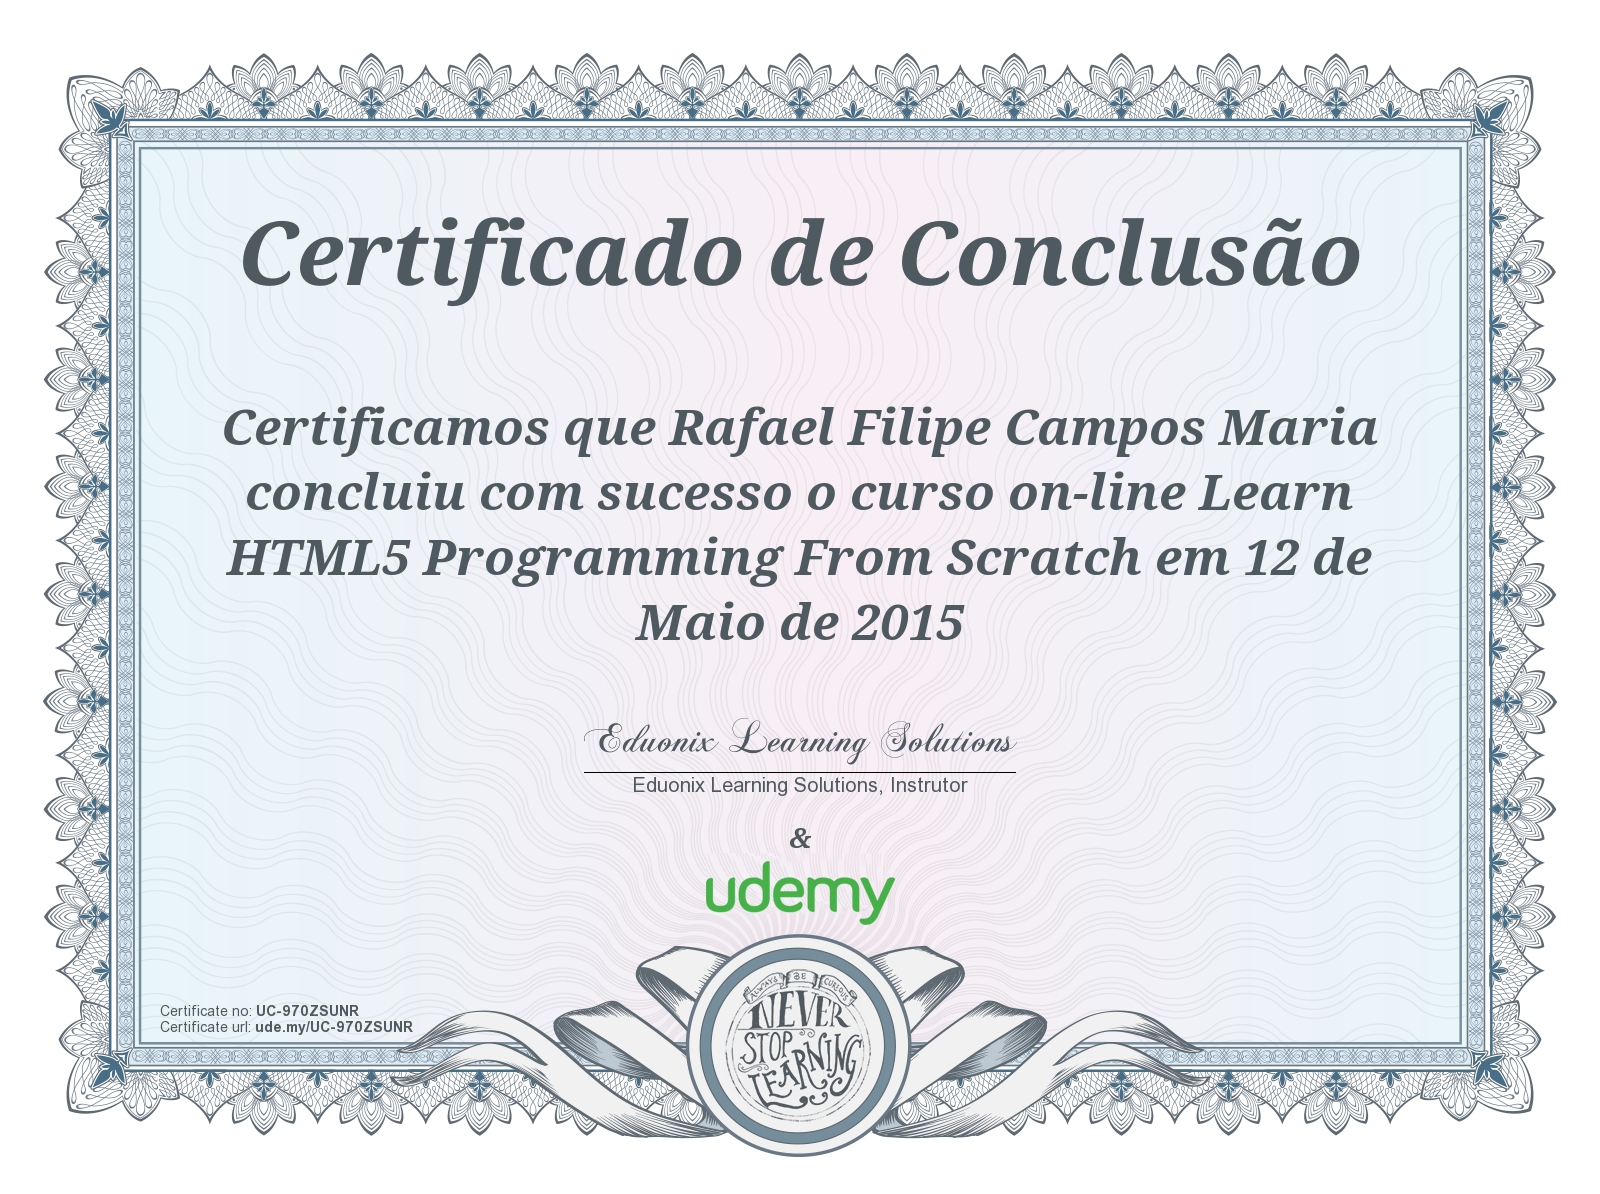 Certificado de Conclusão
Certificamos que Rafael Filipe Campos Maria
concluiu com sucesso o curso on-line Learn
HTML5 Programming From Scratch em 12 de
Maio de 2015
Eduonix Learning Solutions
Eduonix Learning Solutions, Instrutor
&
udemy
Certificate no: UC-970ZSUNR
Certificate url: ude.my/UC-970ZSUNR
ALWAYS BE CURIOUS
NEVER
STOP
LEARNING